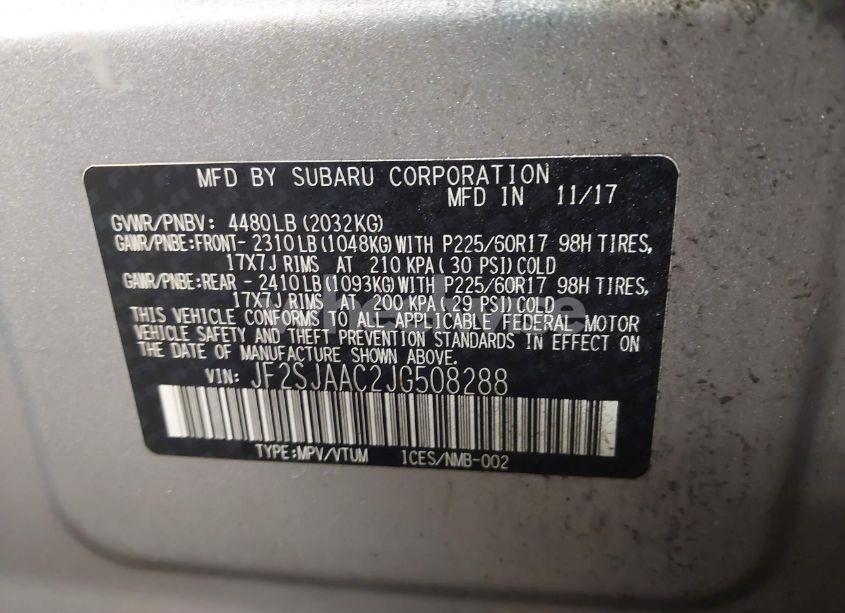 MFD BY SUBARU CORPORATION
MFD IN 11/17
GVWR/PNBV: 4480LB(2032KG)
GAWR/PNBE:FRONT- 2310LB(1048KG)WITH P225/60R17 98H TIRES,
17X7J RIMS AT 210 KPA(30 PSI)COLD
GAWR/PNBE:REAR - 2410LB(1093KG)WITH P225/60R17 98H TIRES,
17X7J RIMS AT 200 KPA(29 PSI)COLD
THIS VEHICLE CONFORMS TO ALL APPLICABLE FEDERAL MOTOR
VEHICLE SAFETY AND THEFT PREVENTION STANDARDS IN EFFECT ON
THE DATE OF MANUFACTURE SHOWN ABOVE.
VIN: JF2SJAAC2JG508288
TYPE:MPV/VTUM ICES/NMB-002